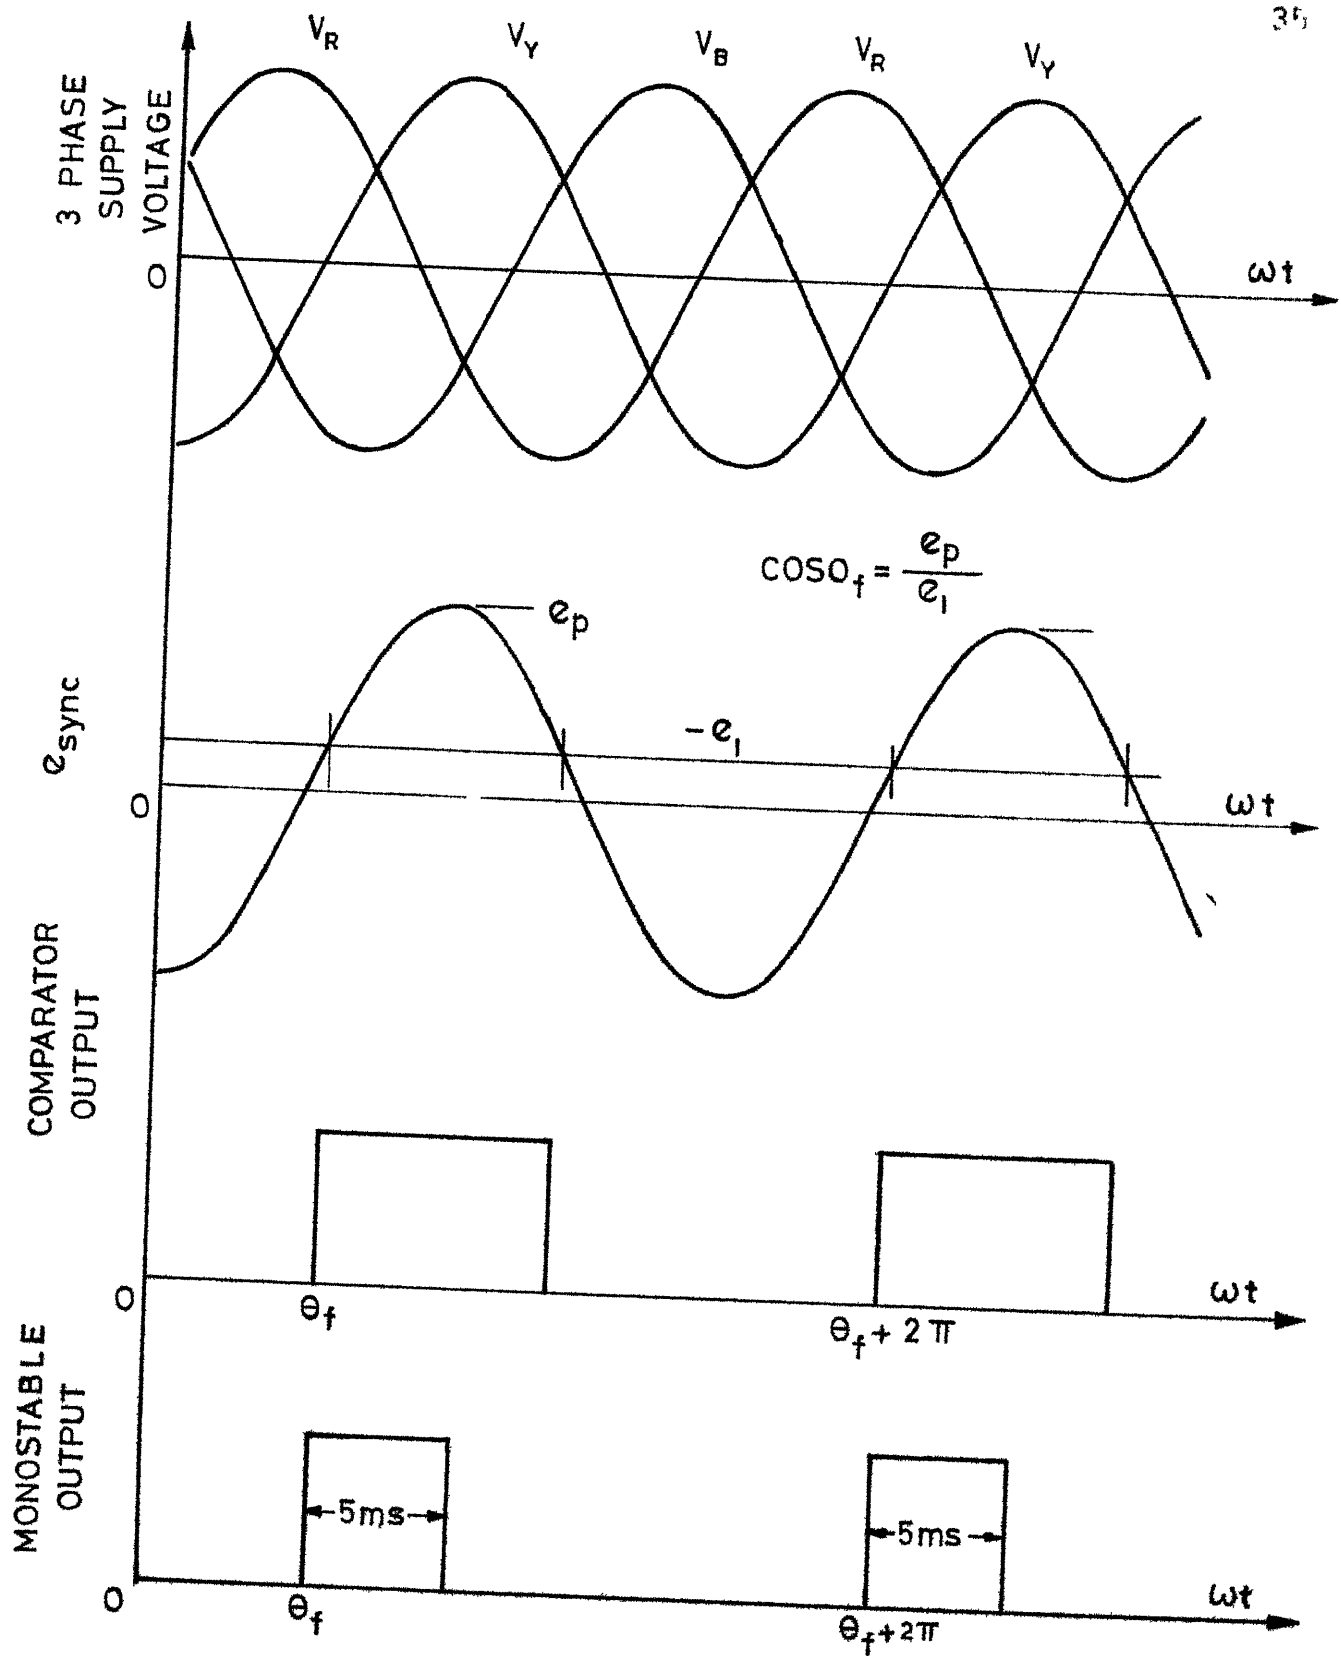 V_R V_Y V_B V_R V_Y
3 PHASE
SUPPLY
VOLTAGE
0
ωt
COSO_f = e_p / e_1
e_p
e_sync
-e_1
0
ωt
COMPARATOR
OUTPUT
0
θ_f
θ_f + 2π
ωt
MONOSTABLE
OUTPUT
5ms
5ms
0
θ_f
θ_f+2π
ωt